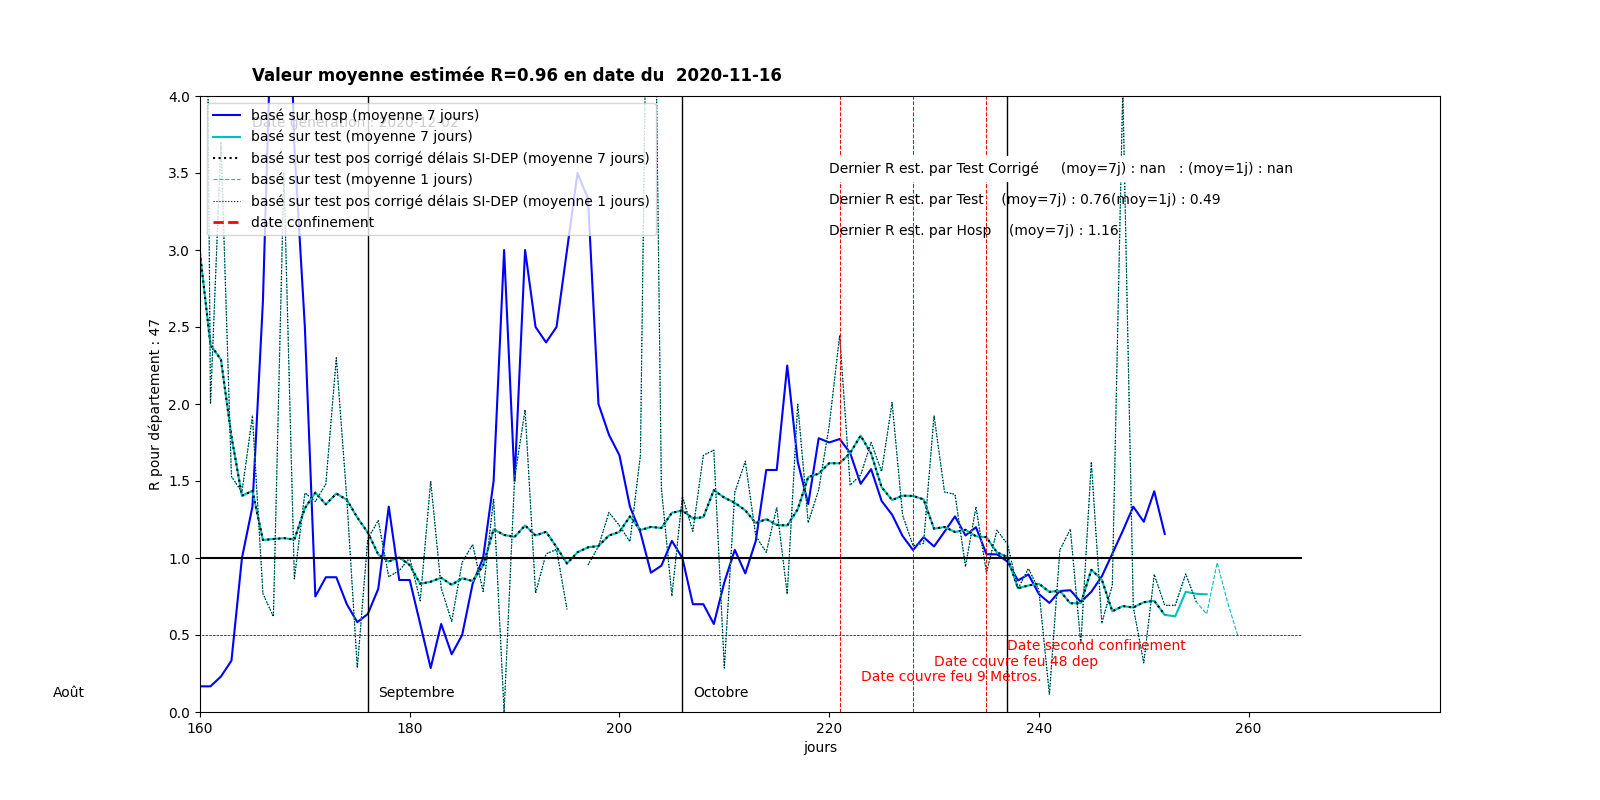 Valeur moyenne estimée R=0.96 en date du  2020-11-16
4.0
3.5
3.0
2.5
2.0
1.5
1.0
0.5
0.0
R pour département : 47
basé sur hosp (moyenne 7 jours)
Date génération : 2020-12-02
basé sur test (moyenne 7 jours)
basé sur test pos corrigé délais SI-DEP (moyenne 7 jours)
basé sur test (moyenne 1 jours)
basé sur test pos corrigé délais SI-DEP (moyenne 1 jours)
date confinement
Dernier R est. par Test Corrigé     (moy=7j) : nan   : (moy=1j) : nan
Dernier R est. par Test    (moy=7j) : 0.76(moy=1j) : 0.49
Dernier R est. par Hosp    (moy=7j) : 1.16
Date second confinement
Date couvre feu 48 dep
Date couvre feu 9 Métros.
Août
Septembre
Octobre
160
180
200
220
240
260
jours